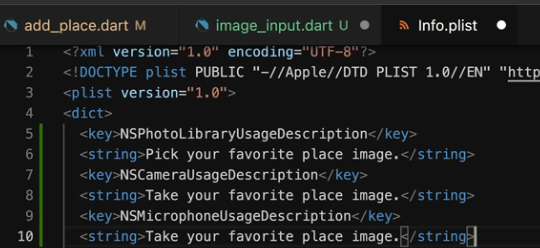 add_place.dart M image_input.dart U Info.plist
1 <?xml version="1.0" encoding="UTF-8"?>
2 <!DOCTYPE plist PUBLIC "-//Apple//DTD PLIST 1.0//EN" "http
3 <plist version="1.0">
4 <dict>
5 <key>NSPhotoLibraryUsageDescription</key>
6 <string>Pick your favorite place image.</string>
7 <key>NSCameraUsageDescription</key>
8 <string>Take your favorite place image.</string>
9 <key>NSMicrophoneUsageDescription</key>
10 <string>Take your favorite place image.</string>